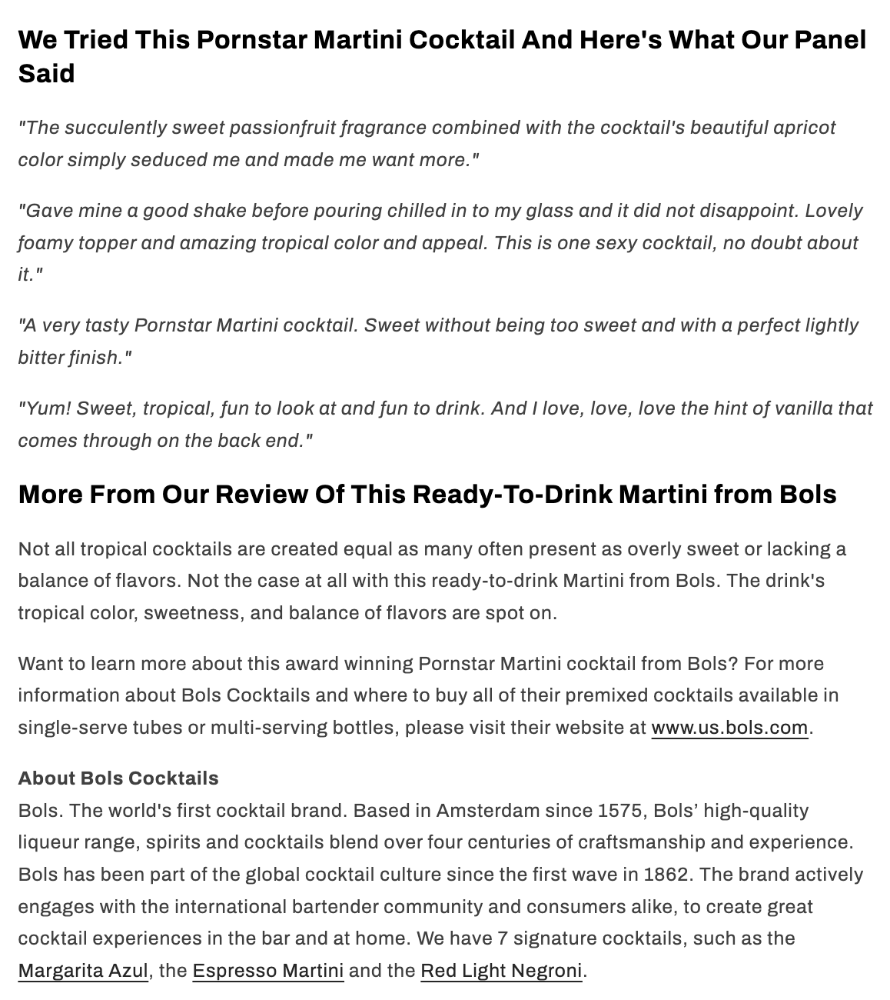 We Tried This Pornstar Martini Cocktail And Here's What Our Panel
Said
"The succulently sweet passionfruit fragrance combined with the cocktail's beautiful apricot
color simply seduced me and made me want more."
"Gave mine a good shake before pouring chilled in to my glass and it did not disappoint. Lovely
foamy topper and amazing tropical color and appeal. This is one sexy cocktail, no doubt about
it."
"A very tasty Pornstar Martini cocktail. Sweet without being too sweet and with a perfect lightly
bitter finish."
"Yum! Sweet, tropical, fun to look at and fun to drink. And I love, love, love the hint of vanilla that
comes through on the back end."
More From Our Review Of This Ready-To-Drink Martini from Bols
Not all tropical cocktails are created equal as many often present as overly sweet or lacking a
balance of flavors. Not the case at all with this ready-to-drink Martini from Bols. The drink's
tropical color, sweetness, and balance of flavors are spot on.
Want to learn more about this award winning Pornstar Martini cocktail from Bols? For more
information about Bols Cocktails and where to buy all of their premixed cocktails available in
single-serve tubes or multi-serving bottles, please visit their website at www.us.bols.com.
About Bols Cocktails
Bols. The world's first cocktail brand. Based in Amsterdam since 1575, Bols’ high-quality
liqueur range, spirits and cocktails blend over four centuries of craftsmanship and experience.
Bols has been part of the global cocktail culture since the first wave in 1862. The brand actively
engages with the international bartender community and consumers alike, to create great
cocktail experiences in the bar and at home. We have 7 signature cocktails, such as the
Margarita Azul, the Espresso Martini and the Red Light Negroni.